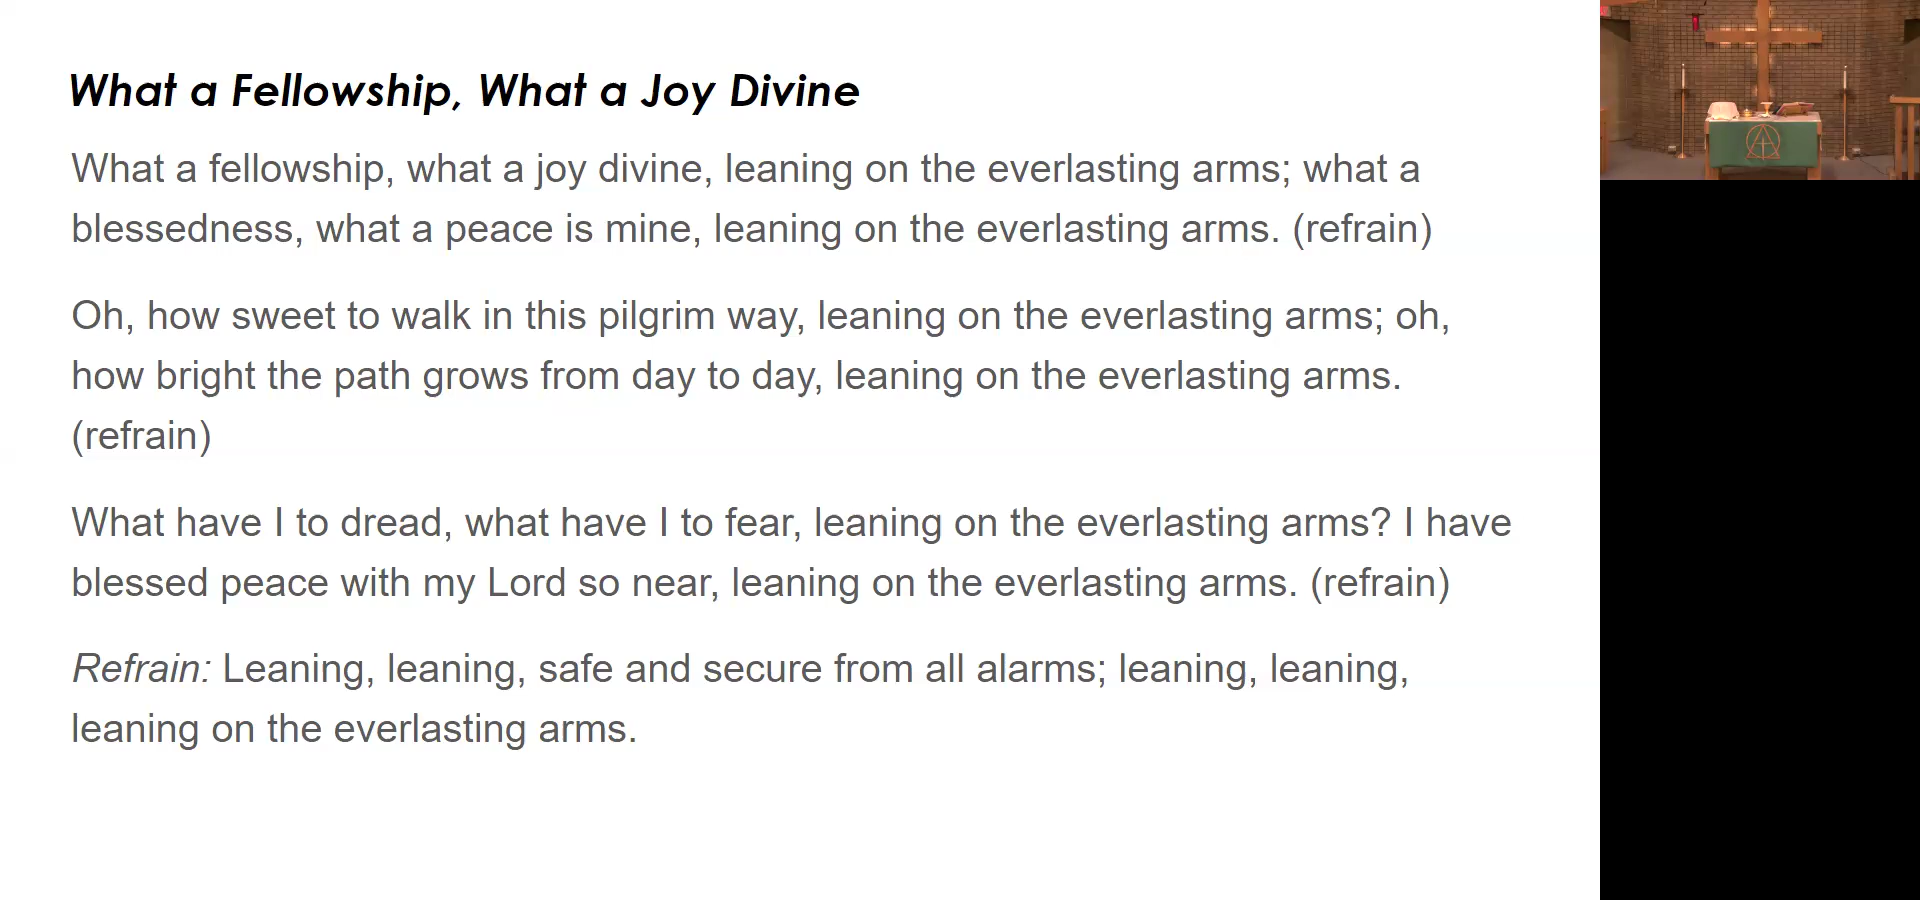 What a Fellowship, What a Joy Divine
What a fellowship, what a joy divine, leaning on the everlasting arms; what a
blessedness, what a peace is mine, leaning on the everlasting arms. (refrain)
Oh, how sweet to walk in this pilgrim way, leaning on the everlasting arms; oh,
how bright the path grows from day to day, leaning on the everlasting arms.
(refrain)
What have I to dread, what have I to fear, leaning on the everlasting arms? I have
blessed peace with my Lord so near, leaning on the everlasting arms. (refrain)
Refrain: Leaning, leaning, safe and secure from all alarms; leaning, leaning,
leaning on the everlasting arms.